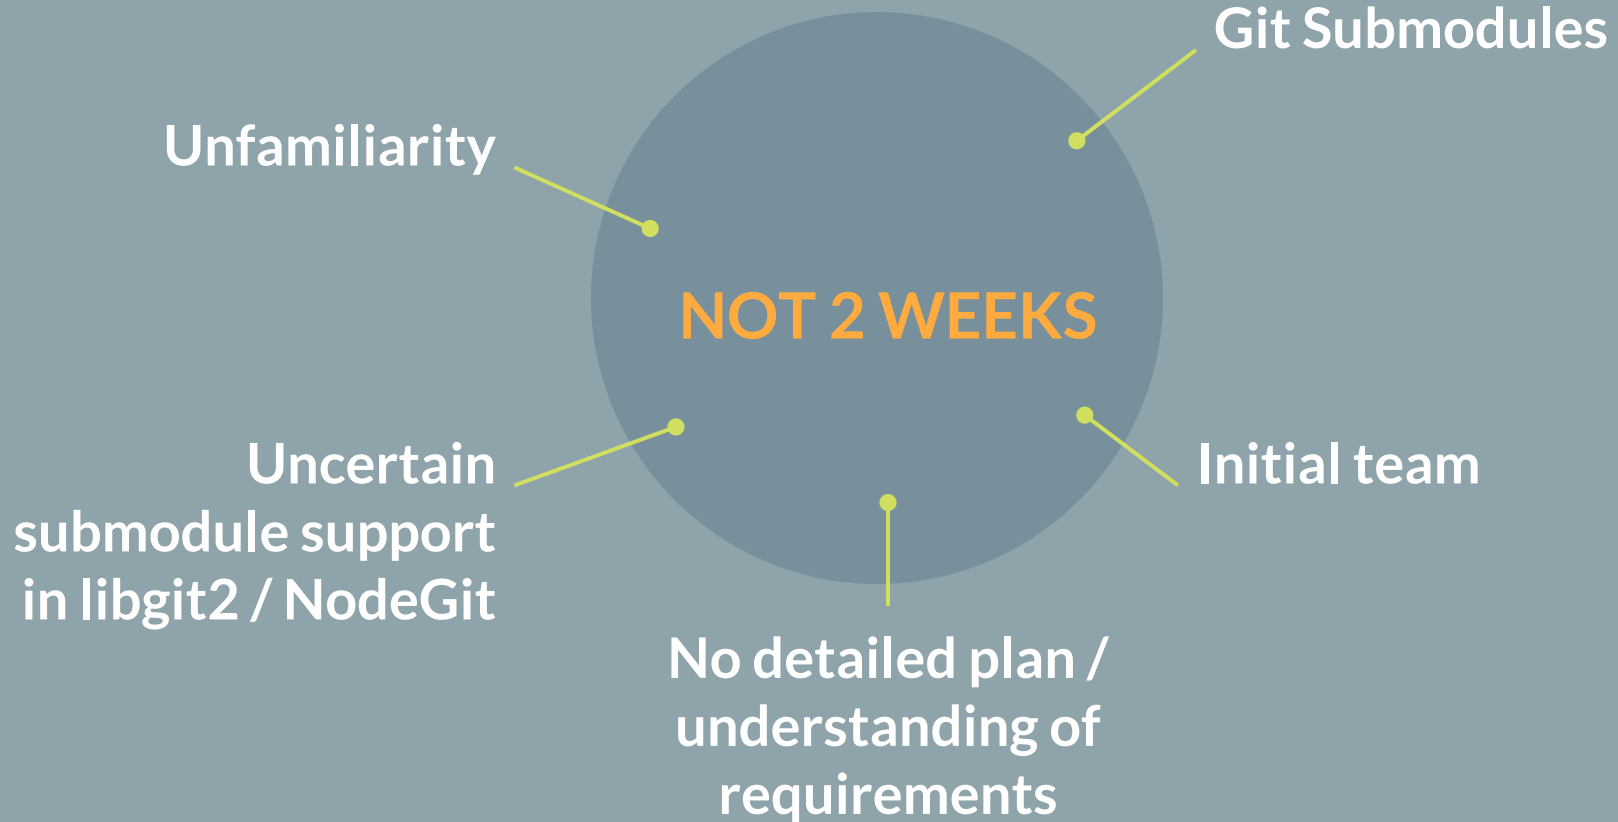 Git Submodules
Unfamiliarity
NOT 2 WEEKS
Uncertain
submodule support
in libgit2 / NodeGit
Initial team
No detailed plan /
understanding of
requirements